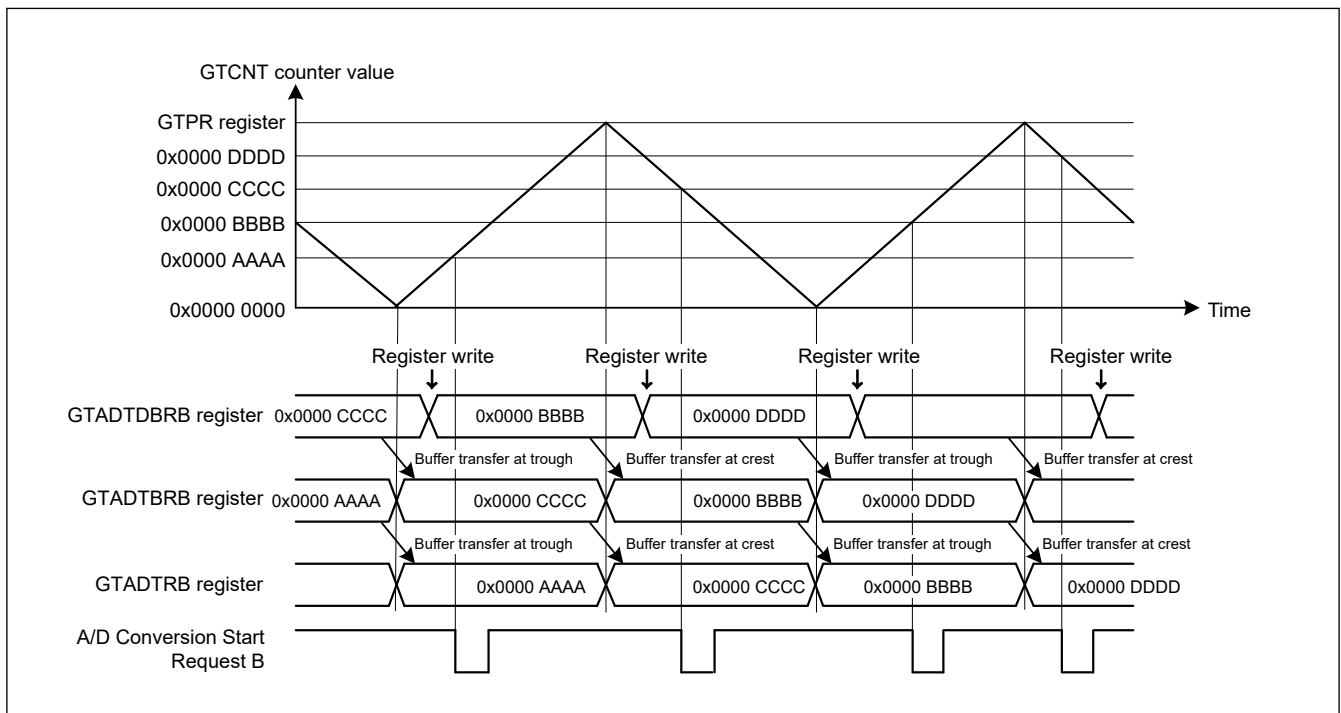 GTCNT counter value
GTPR register
0x0000 DDDD
0x0000 CCCC
0x0000 BBBB
0x0000 AAAA
0x0000 0000
Time
Register write Register write Register write Register write
GTADTDBRB register 0x0000 CCCC 0x0000 BBBB 0x0000 DDDD
Buffer transfer at trough Buffer transfer at crest Buffer transfer at trough Buffer transfer at crest
GTADTBRB register 0x0000 AAAA 0x0000 CCCC 0x0000 BBBB 0x0000 DDDD
Buffer transfer at trough Buffer transfer at crest Buffer transfer at trough Buffer transfer at crest
GTADTRB register 0x0000 AAAA 0x0000 CCCC 0x0000 BBBB 0x0000 DDDD
A/D Conversion Start
Request B